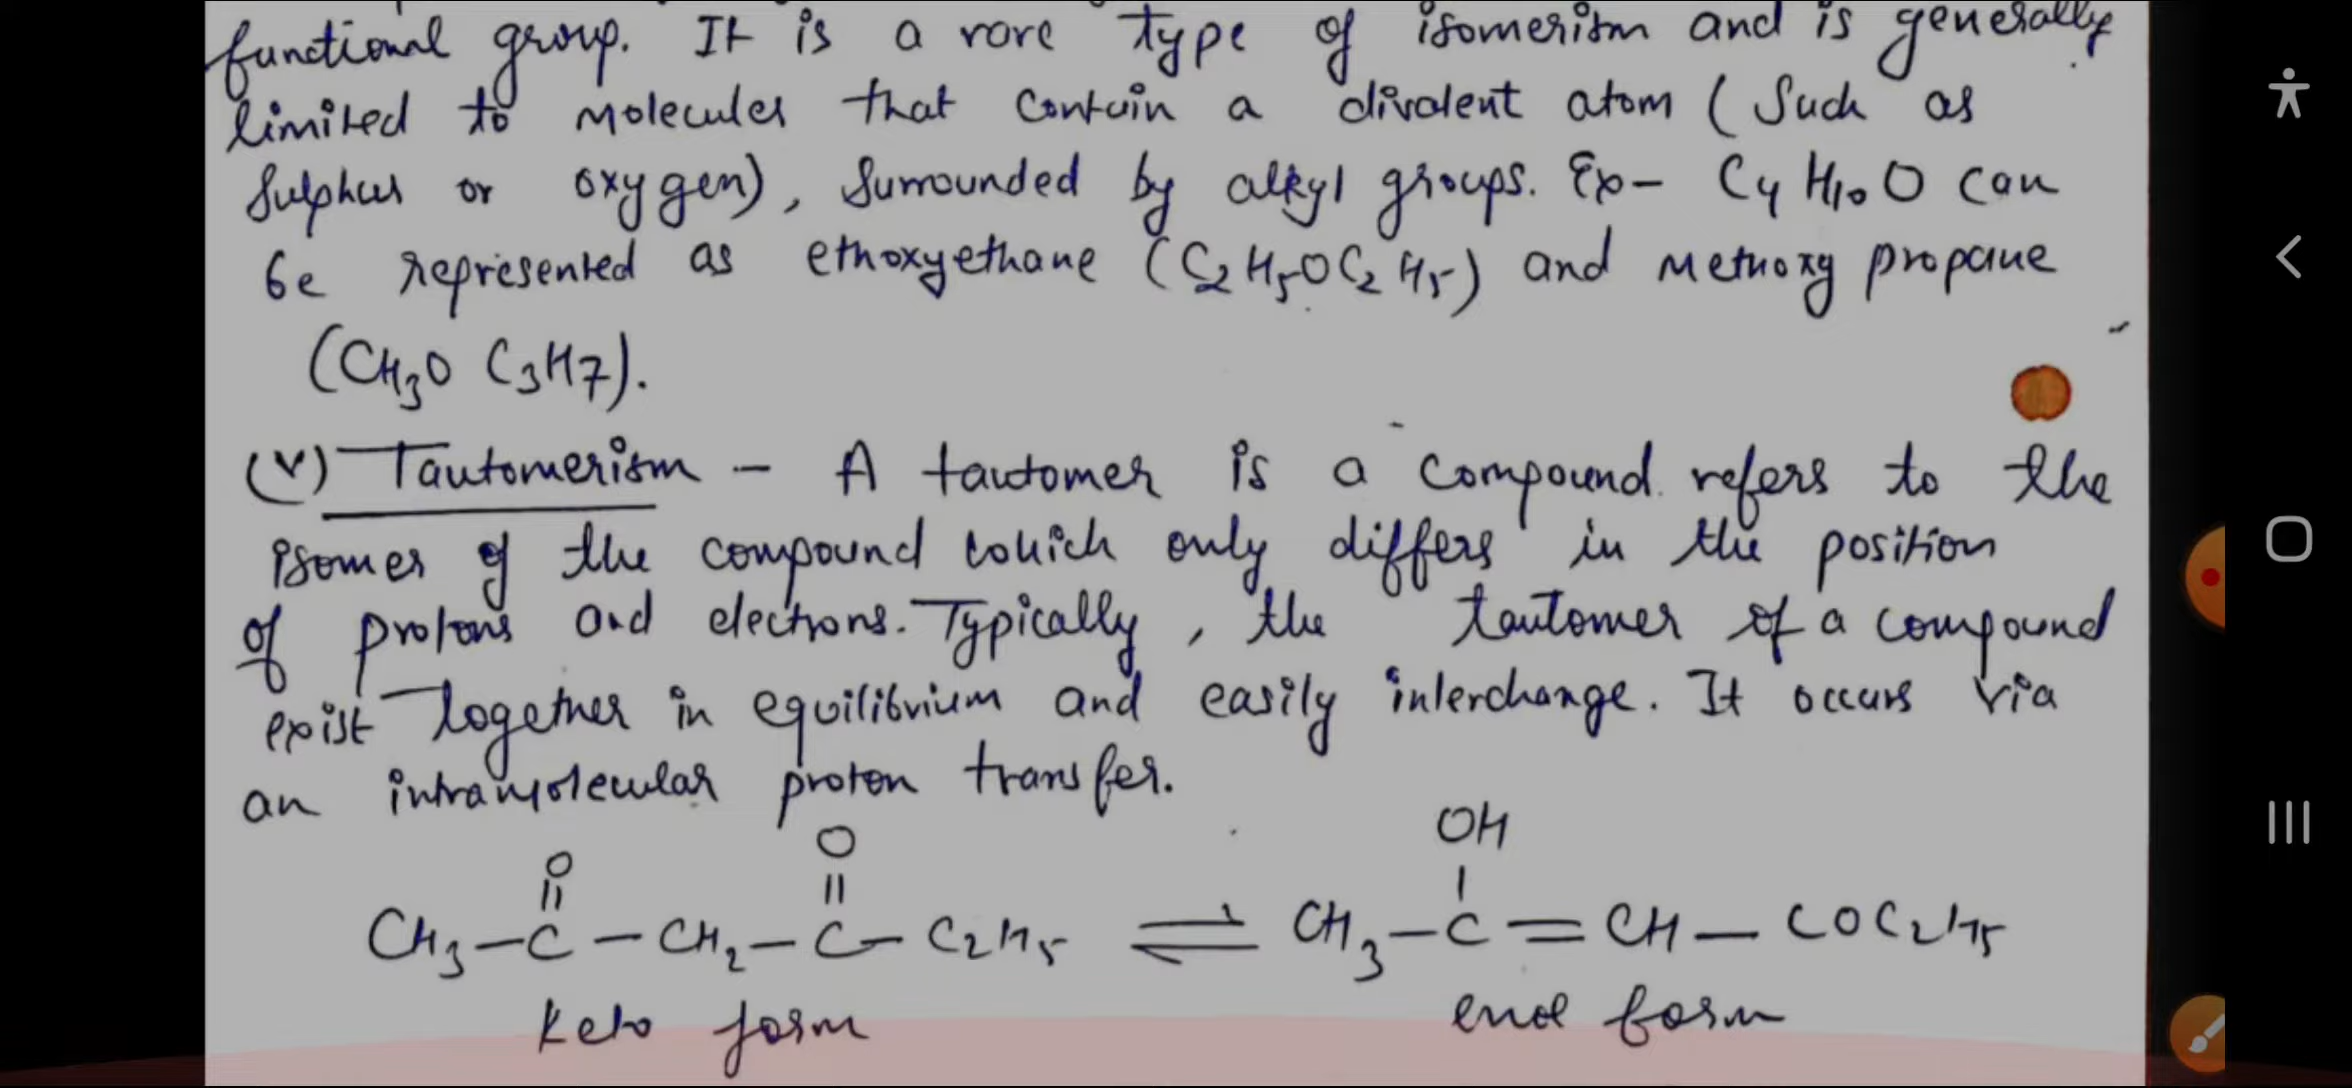 functional group. It is a rare type of isomerism and is generally
limited to molecules that contain a divalent atom (Such as
Sulphur or oxygen), Surrounded by alkyl groups. Ex- C4H10O can
be represented as ethoxyethane (C2H5OC2H5) and Methoxy propane
(CH3O C3H7).
(V) Tautomerism - A tautomer is a compound refers to the
isomer of the compound which only differs in the position
of protons and electrons. Typically, the tautomer of a compound
exist together in equilibrium and easily interchange. It occurs via
an intramolecular proton transfer.
O O OH
CH3-C-CH2-C-C2H5 ⇌ CH3-C=CH-COC2H5
Keto form enol form